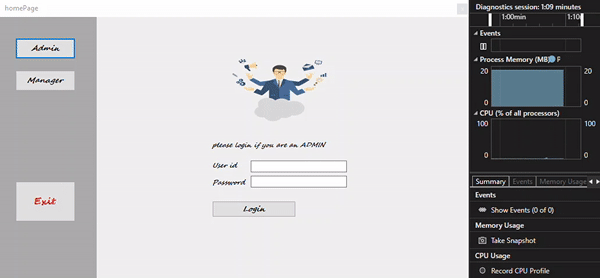 homePage
Admin
Manager
Exit
please login if you are an ADMIN
User id
Password
Login
Diagnostics session: 1:09 minutes
1:00min 1:10
Events
Process Memory (MB) P
20 20
0 0
CPU (% of all processors)
100 100
0 0
Summary Events Memory Usage
Events
Show Events (0 of 0)
Memory Usage
Take Snapshot
CPU Usage
Record CPU Profile